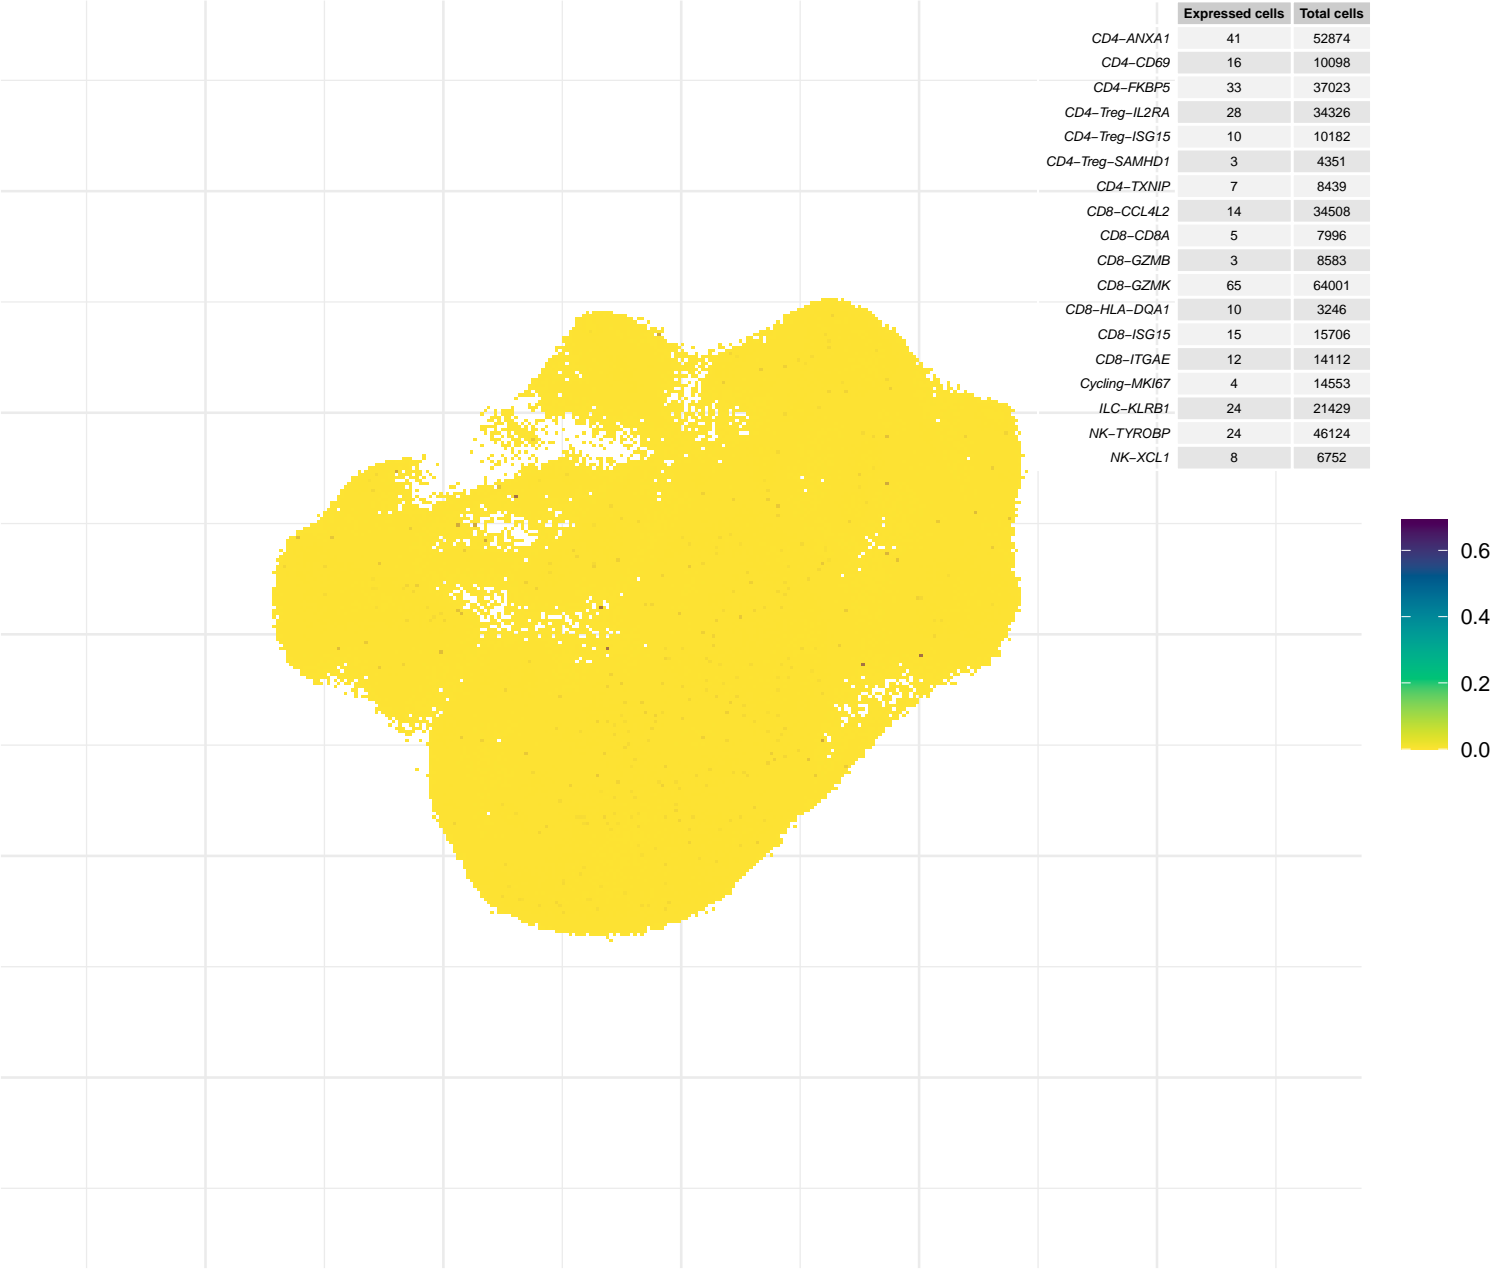 Expressed cells Total cells
CD4−ANXA1 41 52874
CD4−CD69 16 10098
CD4−FKBP5 33 37023
CD4−Treg−IL2RA 28 34326
CD4−Treg−ISG15 10 10182
CD4−Treg−SAMHD1 3 4351
CD4−TXNIP 7 8439
CD8−CCL4L2 14 34508
CD8−CD8A 5 7996
CD8−GZMB 3 8583
CD8−GZMK 65 64001
CD8−HLA−DQA1 10 3246
CD8−ISG15 15 15706
CD8−ITGAE 12 14112
Cycling−MKI67 4 14553
ILC−KLRB1 24 21429
NK−TYROBP 24 46124
NK−XCL1 8 6752
0.6
0.4
0.2
0.0